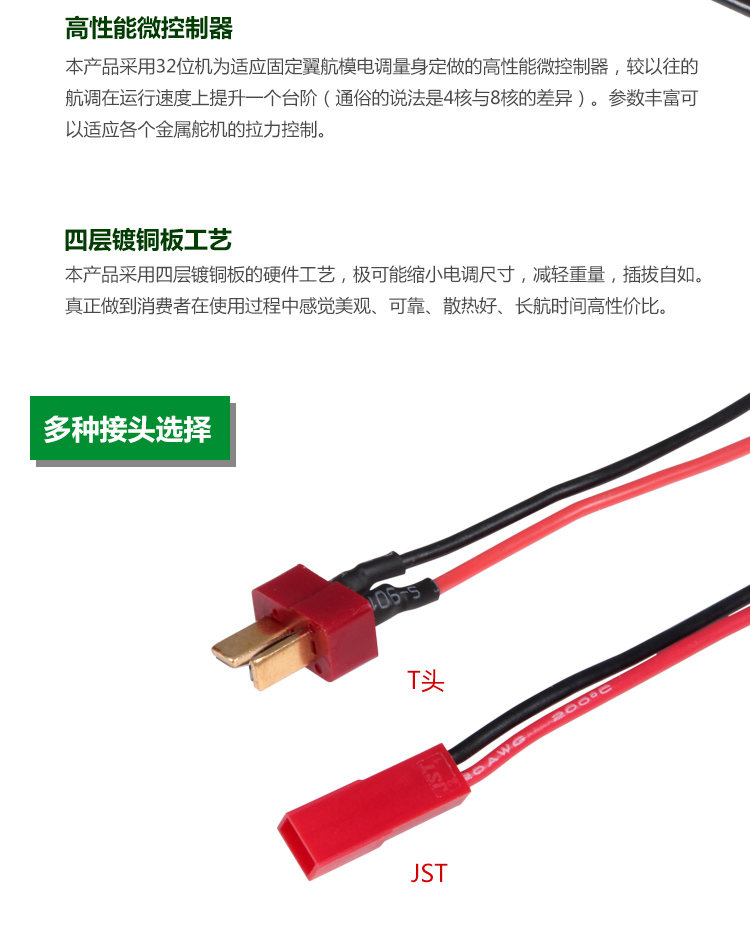 高性能微控制器
本产品采用32位机为适应固定翼航模电调量身定做的高性能微控制器，较以往的
航调在运行速度上提升一个台阶（通俗的说法是4核与8核的差异）。参数丰富可
以适应各个金属舵机的拉力控制。
四层镀铜板工艺
本产品采用四层镀铜板的硬件工艺，极可能缩小电调尺寸，减轻重量，插拔自如。
真正做到消费者在使用过程中感觉美观、可靠、散热好、长航时间高性价比。
多种接头选择
T头
20AWG 200°C
JST
JST